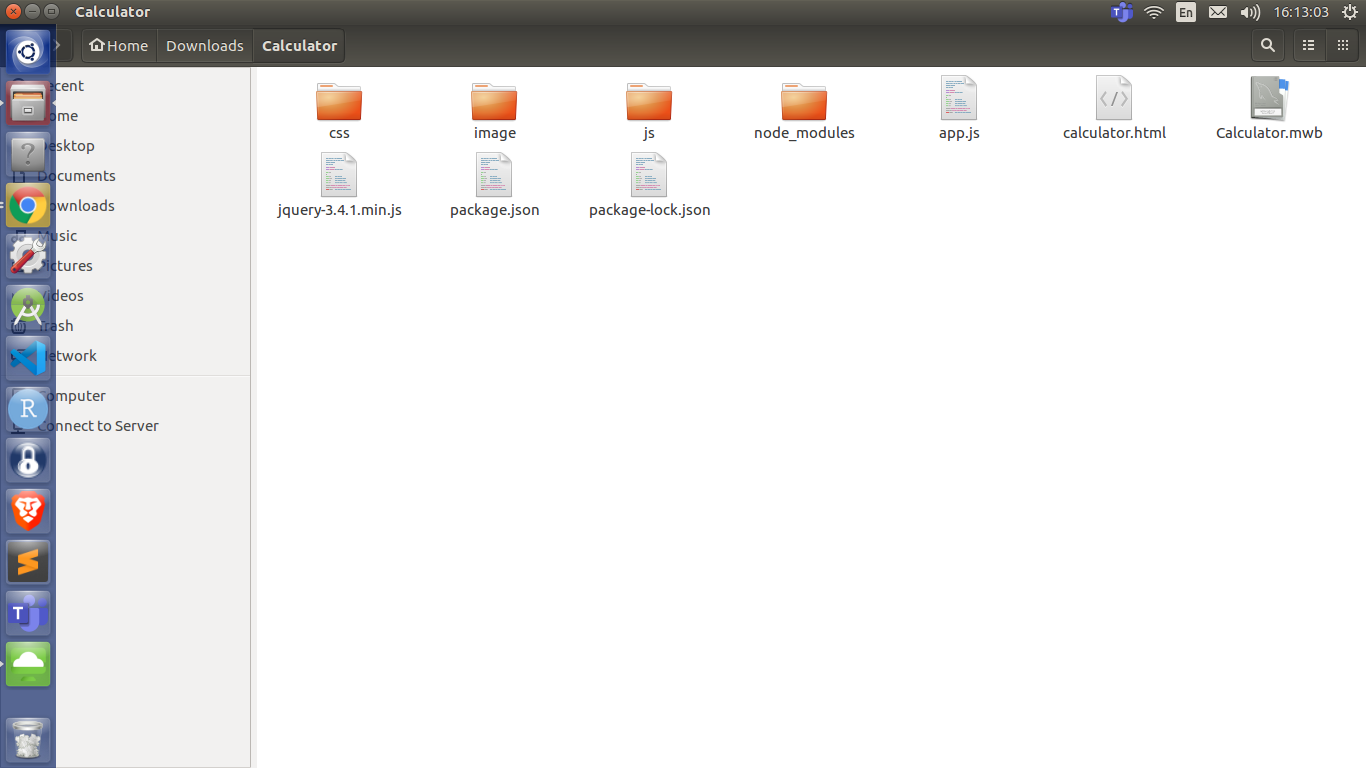 Calculator
En
16:13:03
Home
Downloads
Calculator
ecent
ome
esktop
Documents
ownloads
Music
ictures
ideos
Trash
etwork
omputer
Connect to Server
css
image
js
node_modules
app.js
calculator.html
Calculator.mwb
jquery-3.4.1.min.js
package.json
package-lock.json
?
R
T